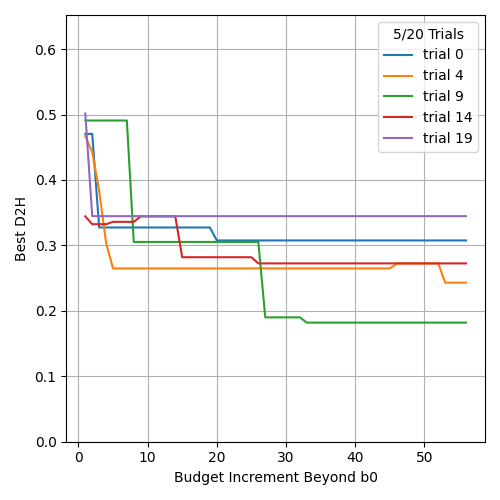 5/20 Trials
trial 0
trial 4
trial 9
trial 14
trial 19
Best D2H
0.6
0.5
0.4
0.3
0.2
0.1
0.0
0 10 20 30 40 50
Budget Increment Beyond b0